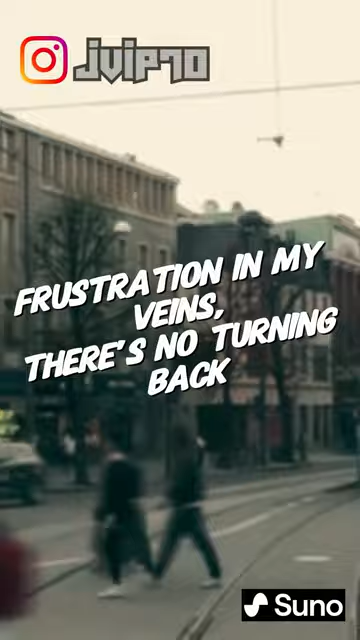 jvip70
FRUSTRATION IN MY
VEINS,
THERE'S NO TURNING
BACK
Suno